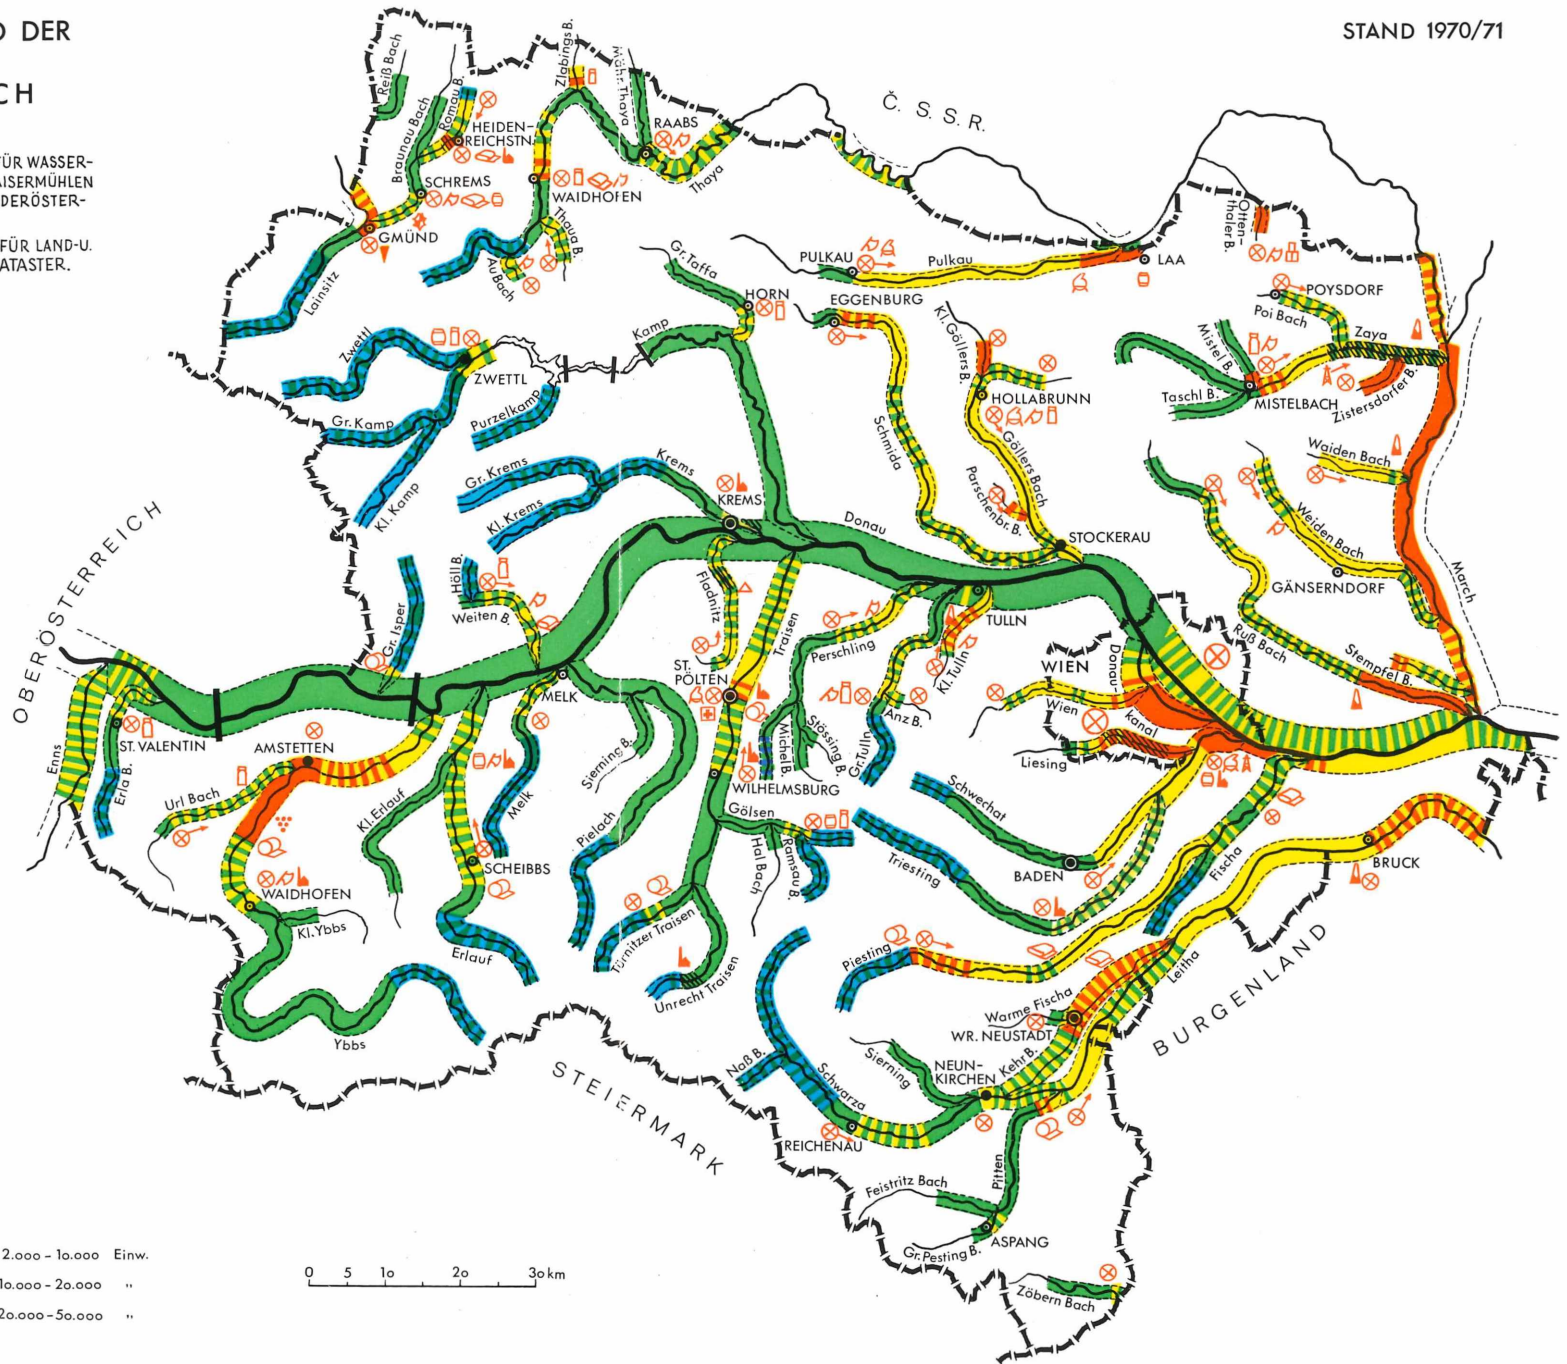 D DER
CH
STAND 1970/71
ÜR WASSER-
AISERMÜHLEN
DERÖSTER-
FÜR LAND-U.
ATASTER.
Č. S. S. R.
Reiß Bach
Braunau Bach
Romau B.
HEIDEN-
REICHSTN.
SCHREMS
GMÜND
Lainsitz
Zlabings B.
Mähr. Thaya
RAABS
Thaya
WAIDHOFEN
Thaua B.
Au Bach
Gr. Taffa
HORN
Kamp
PULKAU
Pulkau
EGGENBURG
LAA
Otten-
thaler B.
POYSDORF
Poi Bach
Zaya
Mistel B.
Taschl B.
MISTELBACH
Zistersdorfer B.
Zwettl
ZWETTL
Gr. Kamp
Purzelkamp
Kl. Kamp
Kl. Göllers B.
HOLLABRUNN
Göllers Bach
Parschenbr. B.
Schmida
Waiden Bach
Weiden Bach
GÄNSERNDORF
March
Gr. Krems
Krems
Kl. Krems
KREMS
Donau
STOCKERAU
OBERÖSTERREICH
Höll B.
Weiten B.
Gr. Isper
Fladnitz
Traisen
Perschling
TULLN
Kl. Tulln
Ruß Bach
Stempfel B.
WIEN
Donau
kanal
Wien
Liesing
MELK
ST.
PÖLTEN
Michel B.
Stössing B.
Anz B.
Gr. Tulln
Enns
ST. VALENTIN
Erla B.
AMSTETTEN
Url Bach
Kl. Erlauf
Melk
Sierning B.
Pielach
WILHELMSBURG
Gölsen
Hal Bach
Ramsau B.
Schwechat
Triesting
BADEN
Fischa
BRUCK
SCHEIBBS
WAIDHOFEN
Kl. Ybbs
Erlauf
Ybbs
Türnitzer Traisen
Unrecht Traisen
Piesting
Warme Fischa
WR. NEUSTADT
Leitha
BURGENLAND
Kehr B.
Sierning
NEUN-
KIRCHEN
Naß B.
Schwarza
REICHENAU
STEIERMARK
Pitten
Feistritz Bach
ASPANG
Gr. Pesting B.
Zöbern Bach
2.000 – 10.000 Einw.
10.000 – 20.000 "
20.000 – 50.000 "
0 5 10 20 30 km